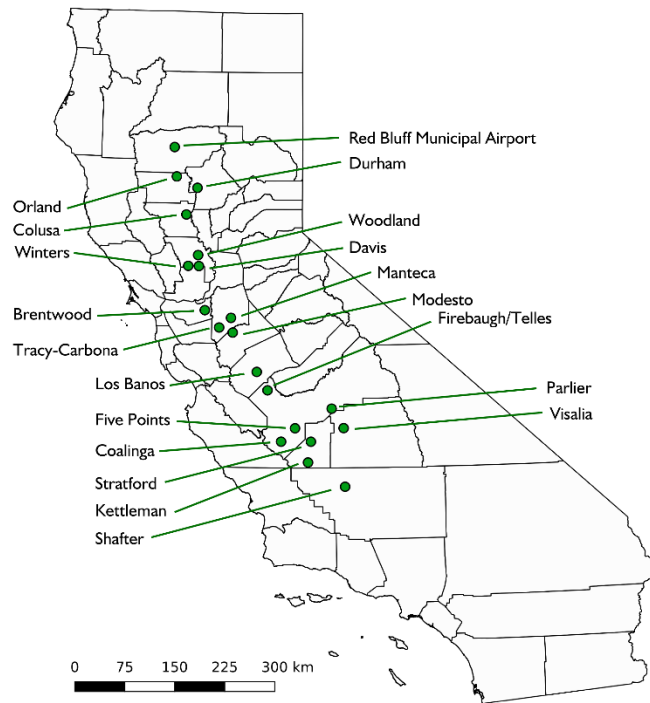 Red Bluff Municipal Airport
Durham
Orland
Colusa
Woodland
Winters
Davis
Manteca
Brentwood
Modesto
Firebaugh/Telles
Tracy-Carbona
Los Banos
Parlier
Five Points
Visalia
Coalinga
Stratford
Kettleman
Shafter
0 75 150 225 300 km